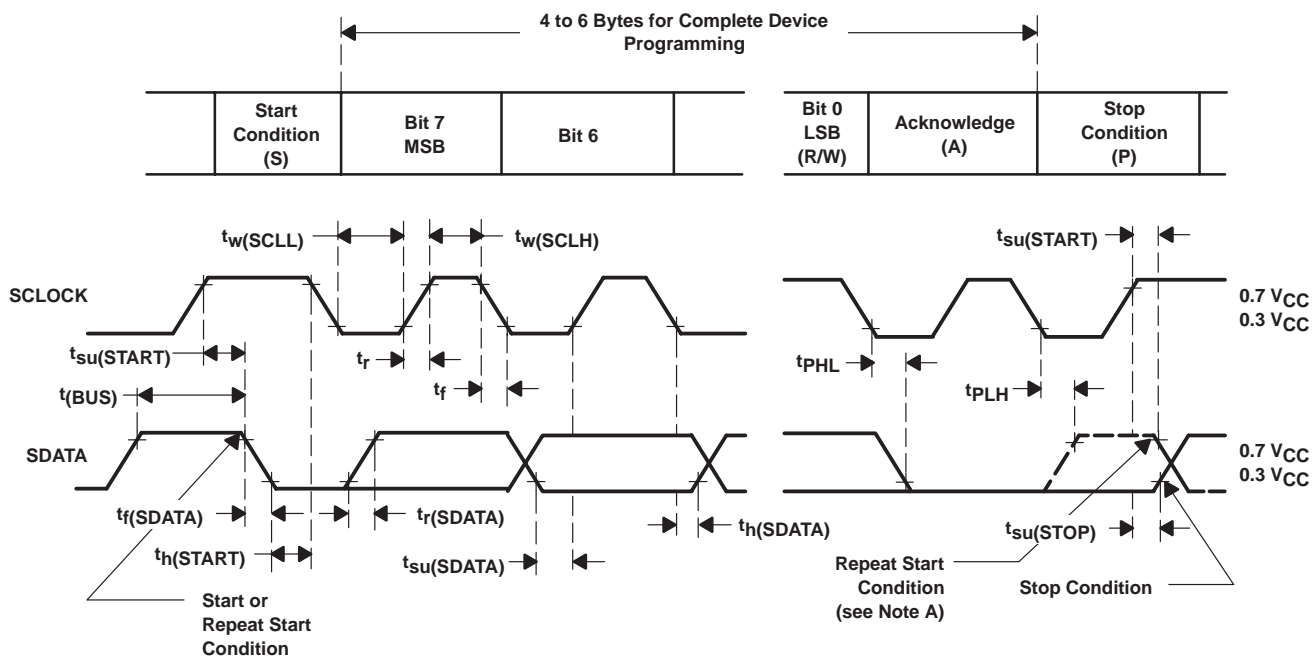 4 to 6 Bytes for Complete Device
Programming
Start
Condition
(S)
Bit 7
MSB
Bit 6
Bit 0
LSB
(R/W)
Acknowledge
(A)
Stop
Condition
(P)
tw(SCLL)
tw(SCLH)
tsu(START)
SCLOCK
0.7 VCC
0.3 VCC
tsu(START)
tr
tPHL
t(BUS)
tf
tPLH
SDATA
0.7 VCC
0.3 VCC
tf(SDATA)
tr(SDATA)
th(SDATA)
tsu(STOP)
th(START)
tsu(SDATA)
Repeat Start
Condition
(see Note A)
Stop Condition
Start or
Repeat Start
Condition